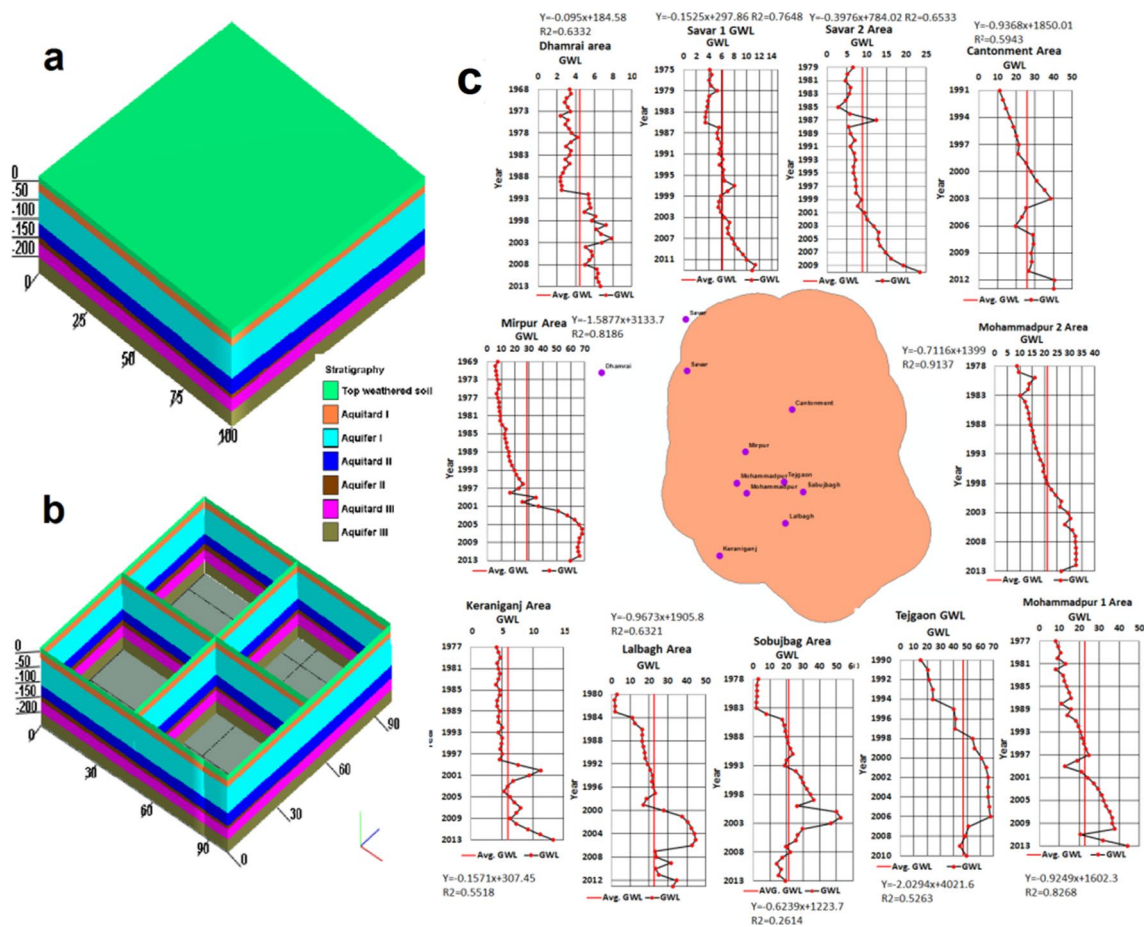 a
0
-50
-100
-150
-200
0
25
50
75
100
Stratigraphy
Top weathered soil
Aquitard I
Aquifer I
Aquitard II
Aquifer II
Aquitard III
Aquifer III
b
0
-50
-100
-150
-200
0
30
60
90
0
30
60
90
c
Y=-0.095x+184.58
R2=0.6332
Dhamrai area
GWL
0 2 4 6 8 10
Year
1968
1973
1978
1983
1988
1993
1998
2003
2008
2013
Avg. GWL GWL
Y=-0.1525x+297.86 R2=0.7648
Savar 1 GWL
0 2 4 6 8 10 12 14
Year
1975
1979
1983
1987
1991
1995
1999
2003
2007
2011
Avg. GWL GWL
Y=-0.3976x+784.02 R2=0.6533
Savar 2 Area
GWL
0 5 10 15 20 25
Year
1979
1981
1983
1985
1987
1989
1991
1993
1995
1997
1999
2001
2003
2005
2007
2009
Avg. GWL GWL
Y=-0.9368x+1850.01
R²=0.5943
Cantonment Area
GWL
0 10 20 30 40 50
Year
1991
1994
1997
2000
2003
2006
2009
2012
Avg. GWL GWL
Mirpur Area
Y=-1.5877x+3133.7
R2=0.8186
GWL
0 10 20 30 40 50 60 70
Year
1969
1973
1977
1981
1985
1989
1993
1997
2001
2005
2009
2013
Avg. GWL GWL
Savar
Savar
Dhamrai
Cantonment
Mirpur
Mohammadpur
Tejgaon
Mohammadpur
Sabujbagh
Lalbagh
Keraniganj
Mohammadpur 2 Area
GWL
Y=-0.7116x+1399
R2=0.9137
0 5 10 15 20 25 30 35 40
Year
1978
1983
1988
1993
1998
2003
2008
2013
Avg. GWL GWL
Keraniganj Area
GWL
0 5 10 15
Year
1977
1981
1985
1989
1993
1997
2001
2005
2009
2013
Avg. GWL GWL
Y=-0.1571x+307.45
R2=0.5518
Y=-0.9673x+1905.8
R2=0.6321
Lalbagh Area
GWL
0 10 20 30 40 50
Year
1980
1984
1988
1992
1996
2000
2004
2008
2012
Avg. GWL GWL
Sobujbag Area
GWL
0 10 20 30 40 50
Year
1978
1983
1988
1993
1998
2003
2008
2013
AVG. GWL GWL
Y=-0.6239x+1223.7
R2=0.2614
Tejgaon GWL
GWL
0 10 20 30 40 50 60 70
Year
1990
1992
1994
1996
1998
2000
2002
2004
2006
2008
2010
Avg. GWL GWL
Y=-2.0294x+4021.6
R2=0.5263
Mohammadpur 1 Area
GWL
0 10 20 30 40 50
Year
1977
1981
1985
1989
1993
1997
2001
2005
2009
2013
Avg. GWL GWL
Y=-0.9249x+1602.3
R2=0.8268